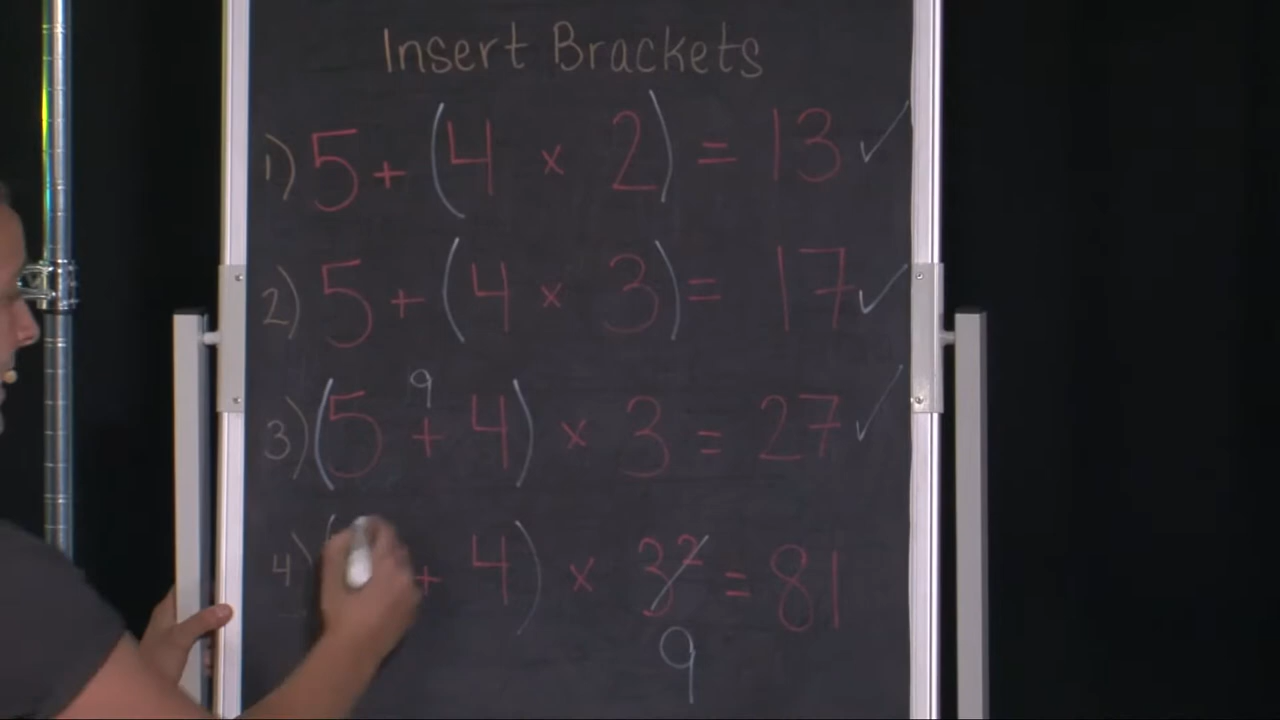 Insert Brackets
1) 5 + (4 × 2) = 13 ✓
2) 5 + (4 × 3) = 17 ✓
9
3) (5 + 4) × 3 = 27 ✓
4) ( + 4) × 3² = 81
9